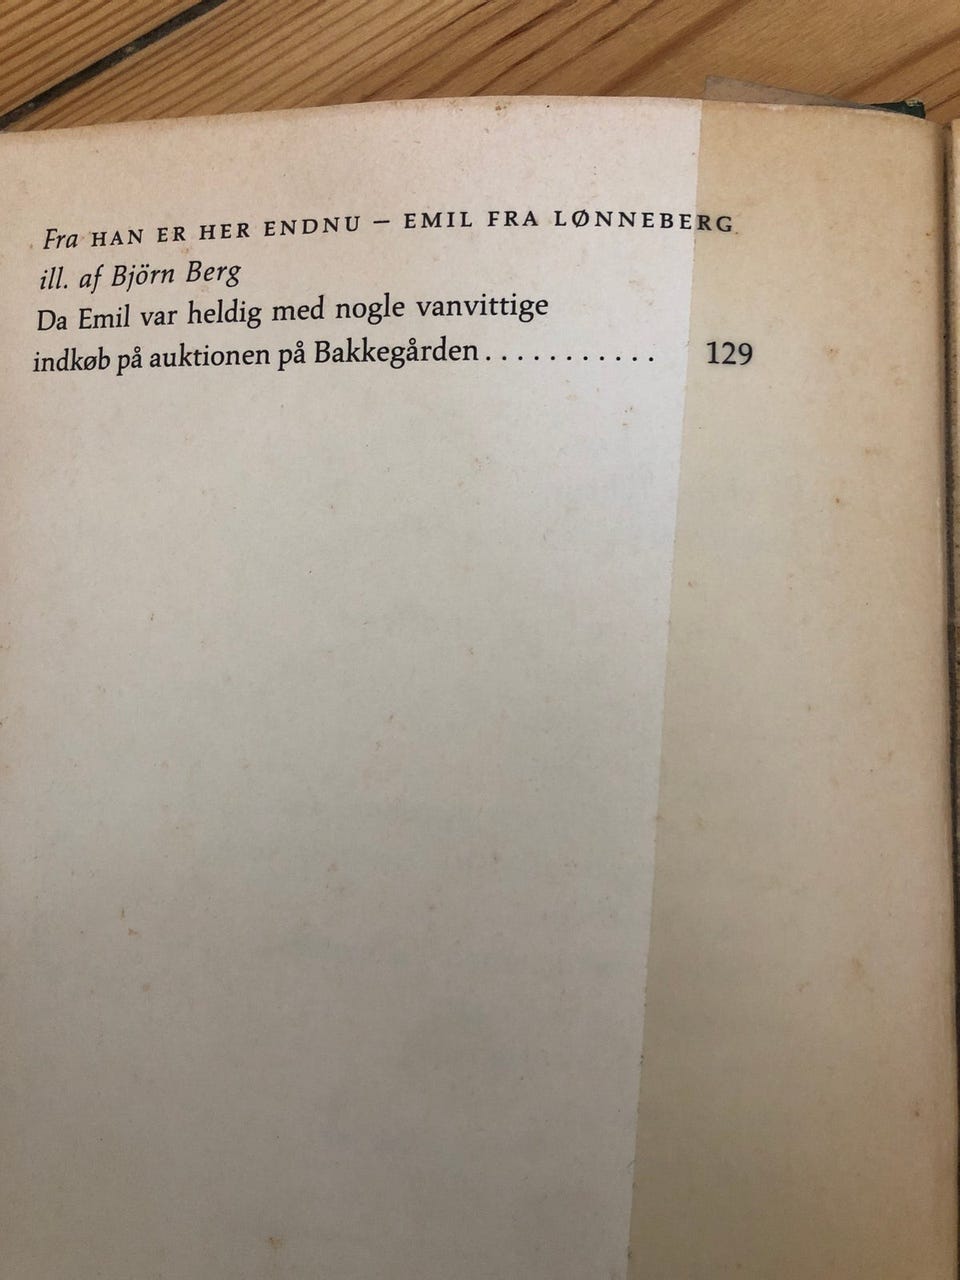 Fra HAN ER HER ENDNU – EMIL FRA LØNNEBERG
ill. af Björn Berg
Da Emil var heldig med nogle vanvittige
indkøb på auktionen på Bakkegården . . . . . . . . . . . 129